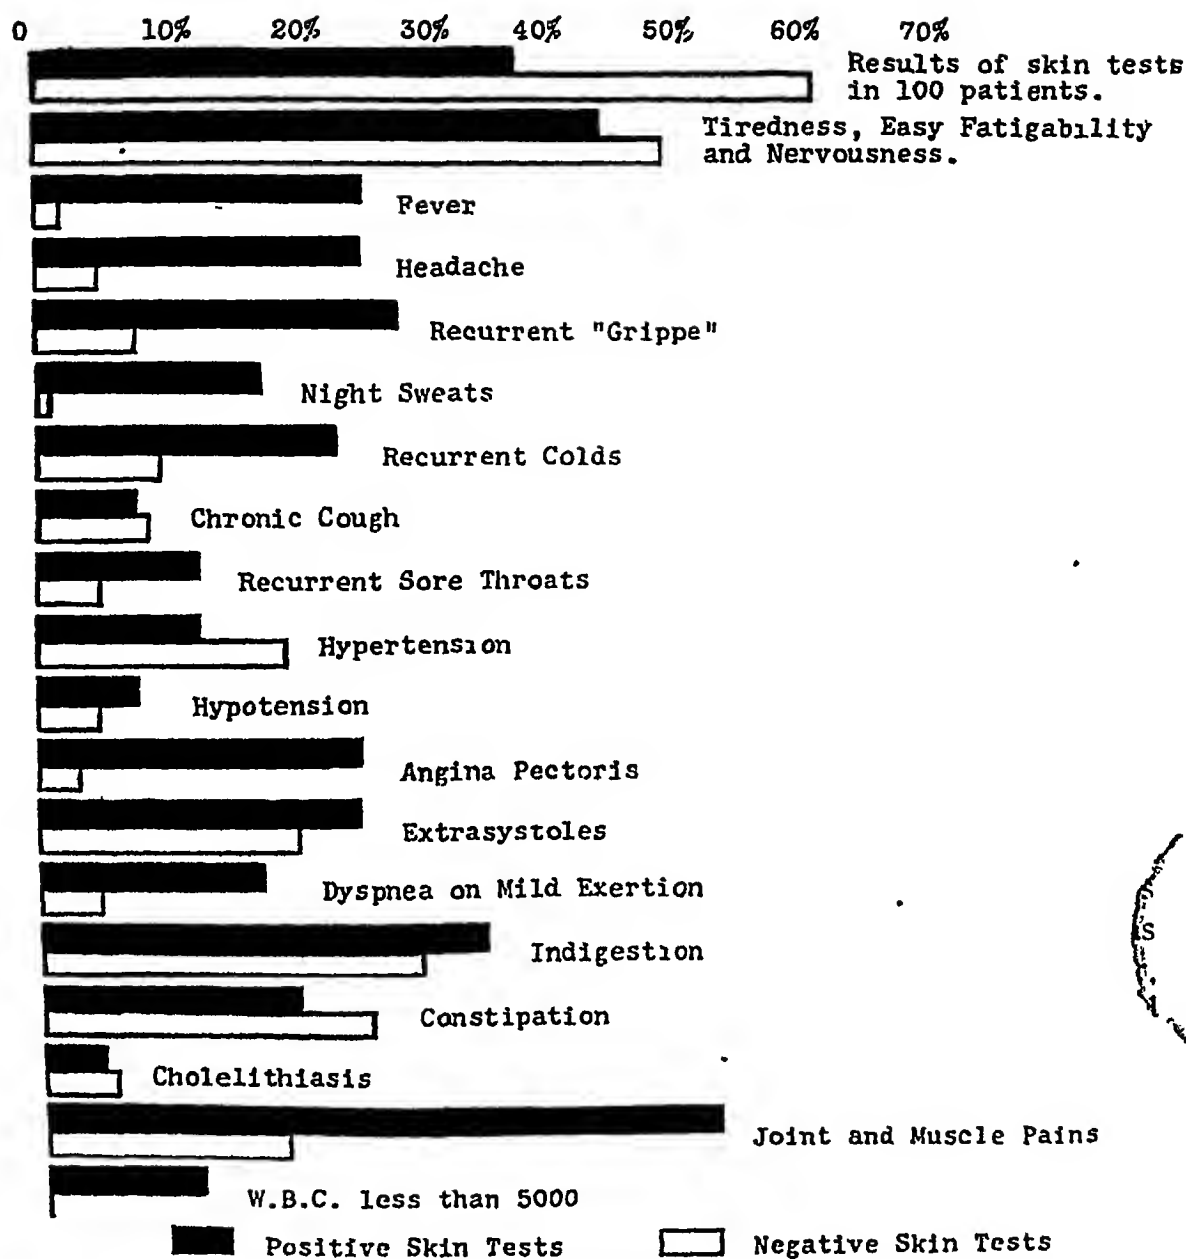 0 10% 20% 30% 40% 50% 60% 70%
Results of skin tests
in 100 patients.
Tiredness, Easy Fatigability
and Nervousness.
Fever
Headache
Recurrent "Grippe"
Night Sweats
Recurrent Colds
Chronic Cough
Recurrent Sore Throats
Hypertension
Hypotension
Angina Pectoris
Extrasystoles
Dyspnea on Mild Exertion
Indigestion
Constipation
Cholelithiasis
Joint and Muscle Pains
W.B.C. less than 5000
Positive Skin Tests Negative Skin Tests